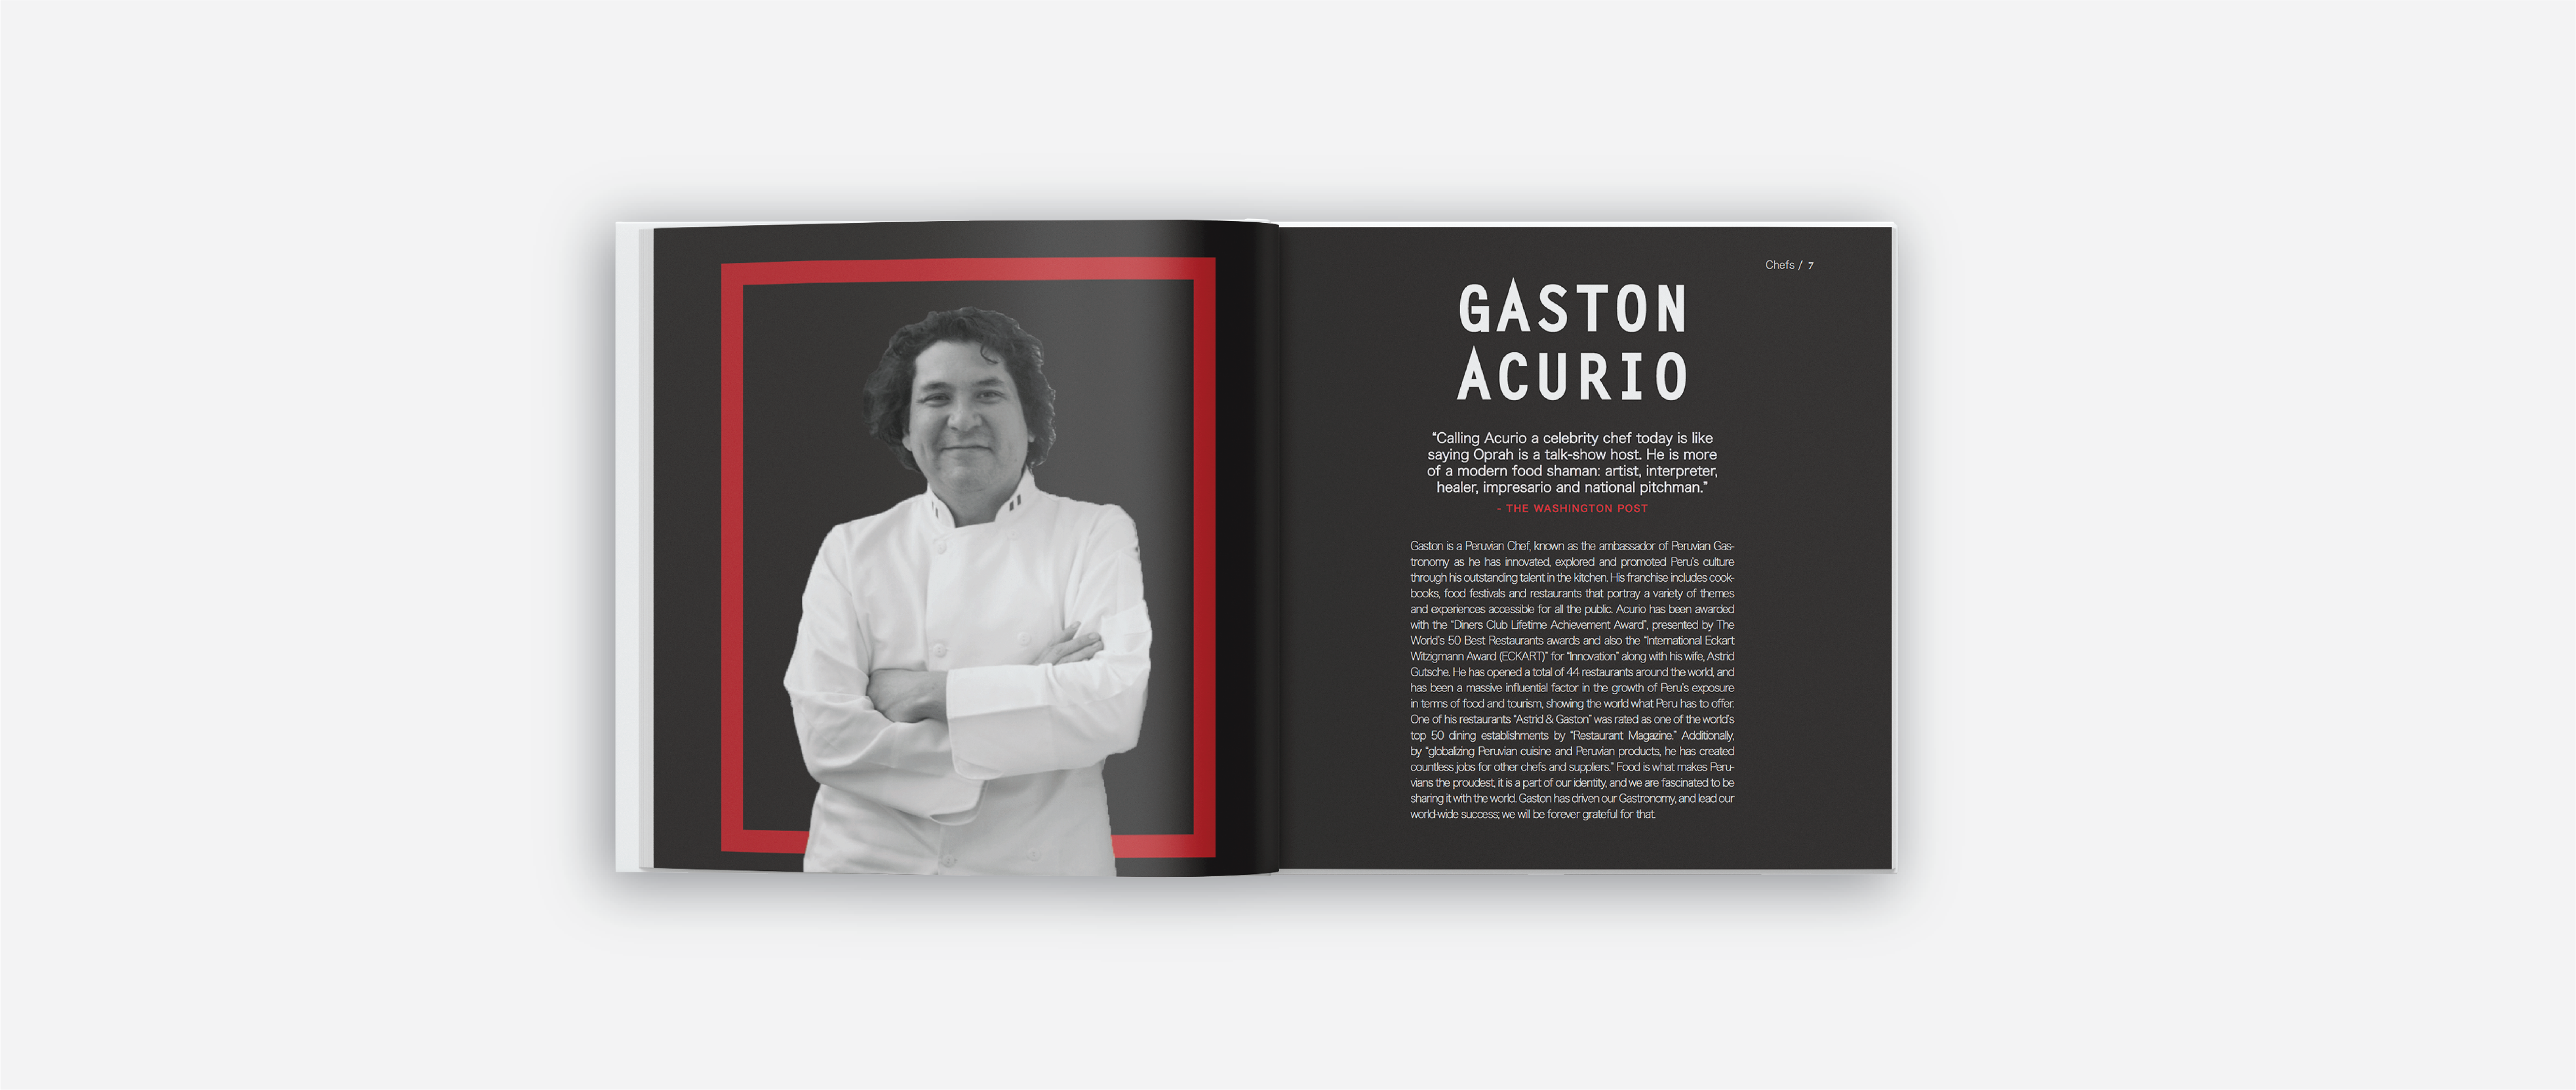 Chefs / 7
GASTON
ACURIO
“Calling Acurio a celebrity chef today is like
saying Oprah is a talk-show host. He is more
of a modern food shaman: artist, interpreter,
healer, impresario and national pitchman.”
- THE WASHINGTON POST
Gaston is a Peruvian Chef, known as the ambassador of Peruvian Gas-
tronomy as he has innovated, explored and promoted Peru's culture
through his outstanding talent in the kitchen. His franchise includes cook-
books, food festivals and restaurants that portray a variety of themes
and experiences accessible for all the public. Acurio has been awarded
with the “Diners Club Lifetime Achievement Award”, presented by The
World's 50 Best Restaurants awards and also the “International Eckart
Witzigmann Award (ECKART)” for “Innovation” along with his wife, Astrid
Gutsche. He has opened a total of 44 restaurants around the world, and
has been a massive influential factor in the growth of Peru's exposure
in terms of food and tourism, showing the world what Peru has to offer.
One of his restaurants “Astrid & Gaston” was rated as one of the world's
top 50 dining establishments by “Restaurant Magazine.” Additionally,
by “globalizing Peruvian cuisine and Peruvian products, he has created
countless jobs for other chefs and suppliers.” Food is what makes Peru-
vians the proudest, it is a part of our identity, and we are fascinated to be
sharing it with the world. Gaston has driven our Gastronomy, and lead our
world-wide success; we will be forever grateful for that.